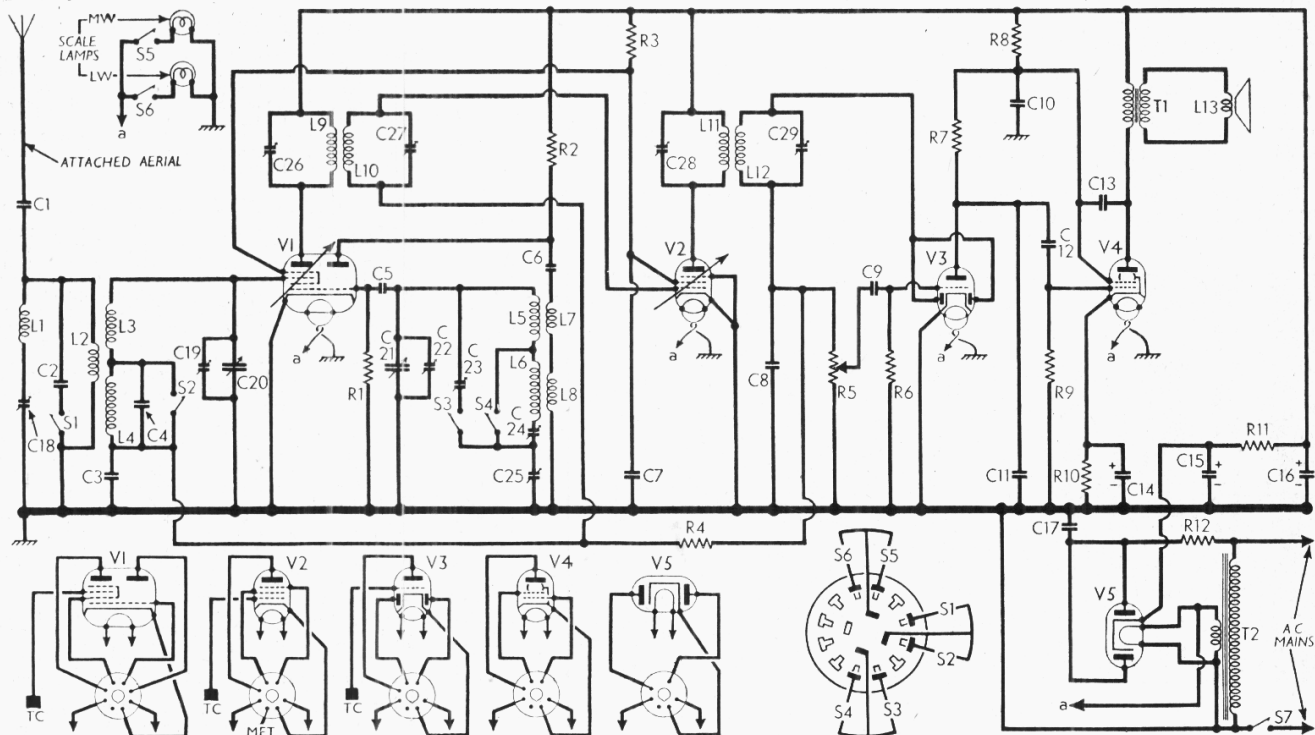 MW
SCALE
LAMPS
S5
LW
S6
a
ATTACHED AERIAL
C1
L1
C18
C2
S1
L2
L3
L4
C3
C4
S2
C19
C20
L9
C26
C27
L10
V1
a
R1
C5
C
21
C
22
C
23
S3
S4
L5
L6
C
24
C25
R2
C6
L7
L8
R3
C7
R4
L11
C28
C29
L12
V2
a
C8
R5
C9
R6
V3
a
R7
R8
C10
C11
C
12
C13
V4
a
R9
R10
T1
L13
+
–
C14
C15
+
–
R11
C16
+
–
C17
R12
V5
T2
a
S7
AC
MAINS
V1
TC
V2
TC
MET
V3
TC
V4
V5
S6
S5
S1
S2
S4
S3